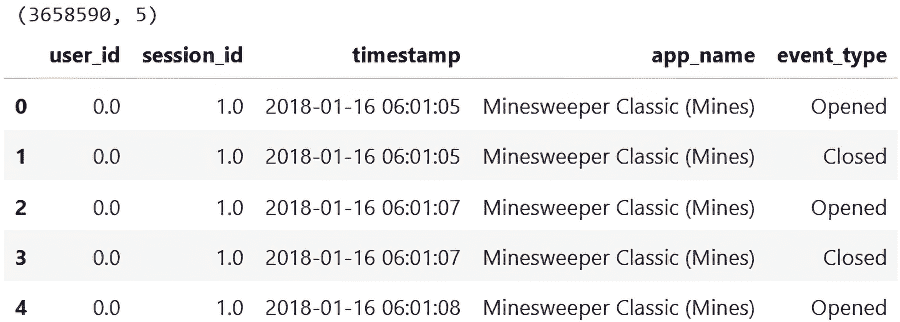 (3658590, 5)
user_id session_id timestamp app_name event_type
0 0.0 1.0 2018-01-16 06:01:05 Minesweeper Classic (Mines) Opened
1 0.0 1.0 2018-01-16 06:01:05 Minesweeper Classic (Mines) Closed
2 0.0 1.0 2018-01-16 06:01:07 Minesweeper Classic (Mines) Opened
3 0.0 1.0 2018-01-16 06:01:07 Minesweeper Classic (Mines) Closed
4 0.0 1.0 2018-01-16 06:01:08 Minesweeper Classic (Mines) Opened